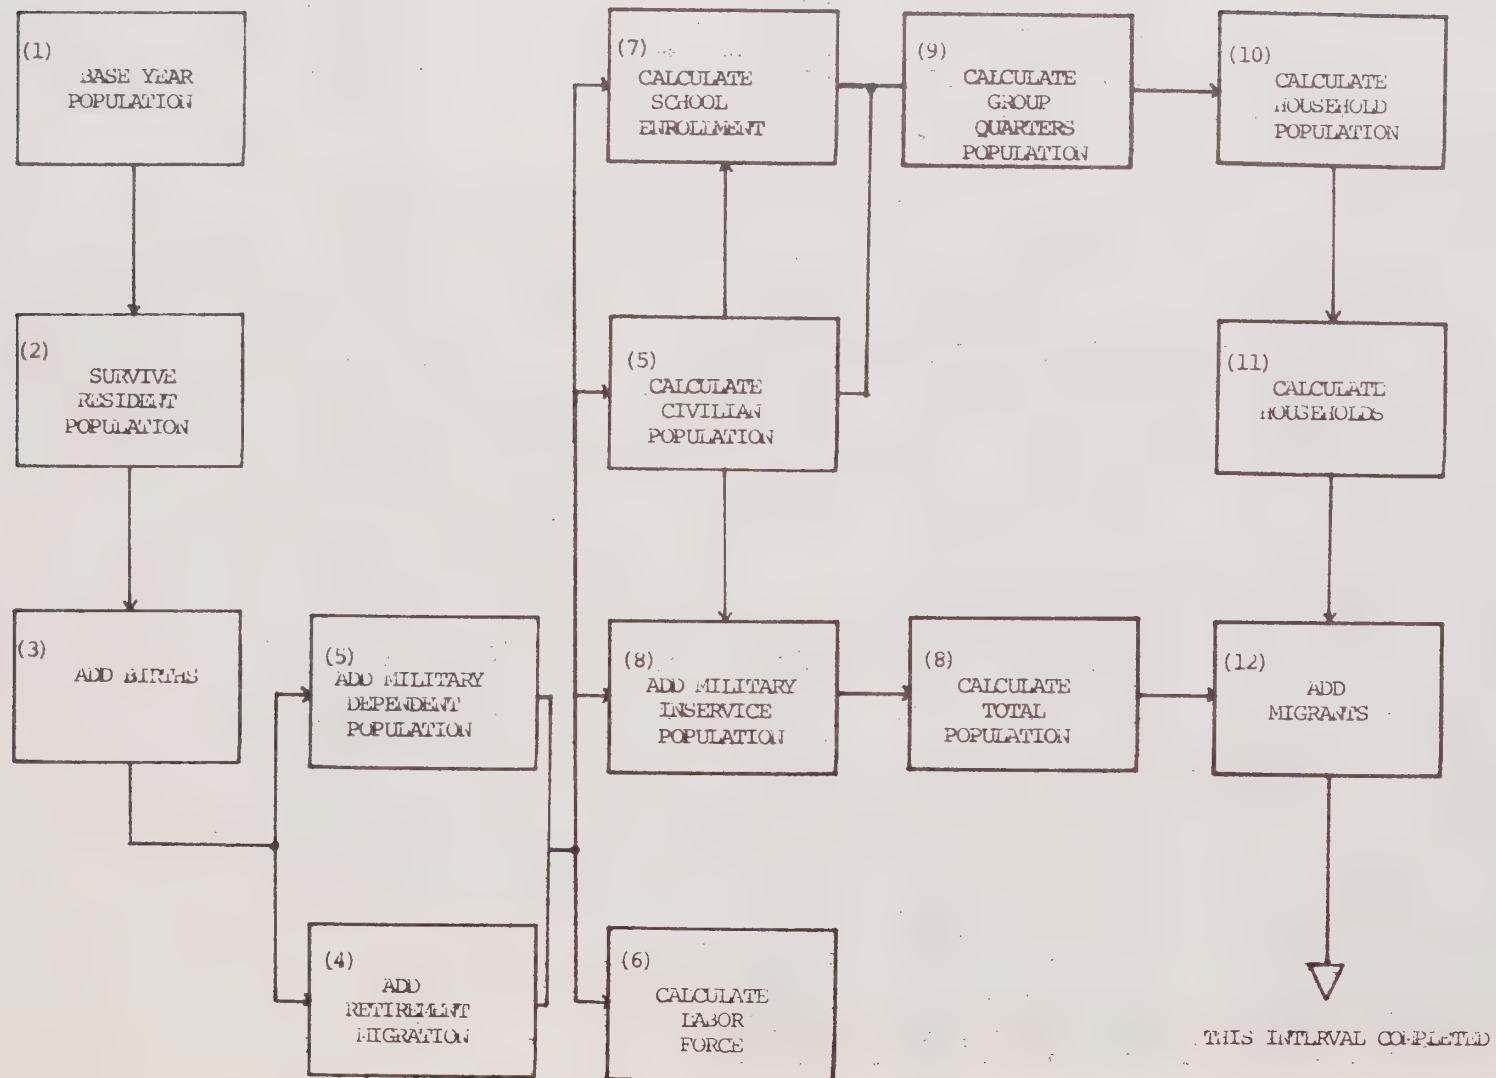 (1)
BASE YEAR
POPULATION
(2)
SURVIVE
RESIDENT
POPULATION
(3)
ADD BIRTHS
(5)
ADD MILITARY
DEPENDENT
POPULATION
(4)
ADD
RETIREMENT
MIGRATION
(7)
CALCULATE
SCHOOL
ENROLLMENT
(5)
CALCULATE
CIVILIAN
POPULATION
(8)
ADD MILITARY
INSERVICE
POPULATION
(6)
CALCULATE
LABOR
FORCE
(9)
CALCULATE
GROUP
QUARTERS
POPULATION
(8)
CALCULATE
TOTAL
POPULATION
(10)
CALCULATE
HOUSEHOLD
POPULATION
(11)
CALCULATE
HOUSEHOLDS
(12)
ADD
MIGRANTS
THIS INTERVAL COMPLETED